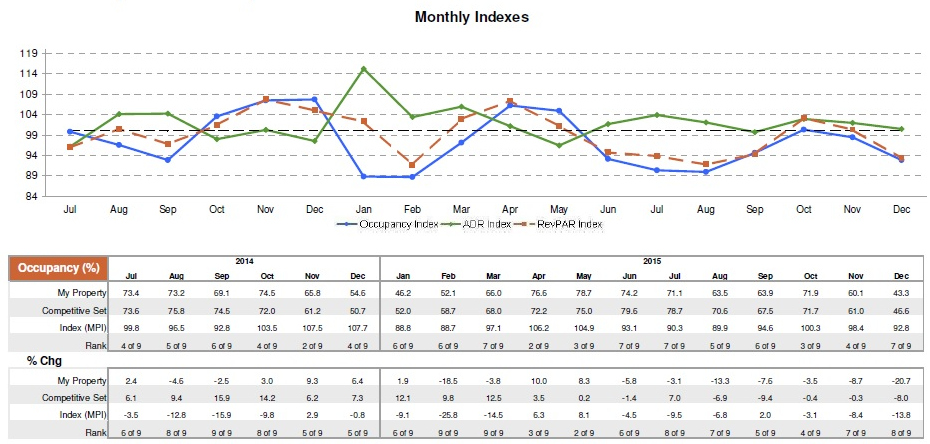 Monthly Indexes
119
114
109
104
99
94
89
84
Jul Aug Sep Oct Nov Dec Jan Feb Mar Apr May Jun Jul Aug Sep Oct Nov Dec
Occupancy Index ADR Index RevPAR Index
Occupancy (%) 2014 2015
Jul Aug Sep Oct Nov Dec Jan Feb Mar Apr May Jun Jul Aug Sep Oct Nov Dec
My Property 73.4 73.2 69.1 74.5 65.8 54.6 46.2 52.1 66.0 76.6 78.7 74.2 71.1 63.5 63.9 71.9 60.1 43.3
Competitive Set 73.6 75.8 74.5 72.0 61.2 50.7 52.0 58.7 68.0 72.2 75.0 79.6 78.7 70.6 67.5 71.7 61.0 46.6
Index (MPI) 99.8 96.5 92.8 103.5 107.5 107.7 88.8 88.7 97.1 106.2 104.9 93.1 90.3 89.9 94.6 100.3 98.4 92.8
Rank 4 of 9 5 of 9 6 of 9 4 of 9 2 of 9 4 of 9 6 of 9 6 of 9 7 of 9 2 of 9 3 of 9 7 of 9 7 of 9 5 of 9 6 of 9 3 of 9 4 of 9 7 of 9
% Chg
My Property 2.4 -4.6 -2.5 3.0 9.3 6.4 1.9 -18.5 -3.8 10.0 8.3 -5.8 -3.1 -13.3 -7.6 -3.5 -8.7 -20.7
Competitive Set 6.1 9.4 15.9 14.2 6.2 7.3 12.1 9.8 12.5 3.5 0.2 -1.4 7.0 -6.9 -9.4 -0.4 -0.3 -8.0
Index (MPI) -3.5 -12.8 -15.9 -9.8 2.9 -0.8 -9.1 -25.8 -14.5 6.3 8.1 -4.5 -9.5 -6.8 2.0 -3.1 -8.4 -13.8
Rank 6 of 9 8 of 9 9 of 9 8 of 9 5 of 9 5 of 9 6 of 9 9 of 9 9 of 9 3 of 9 2 of 9 6 of 9 8 of 9 7 of 9 5 of 9 4 of 9 7 of 9 8 of 9